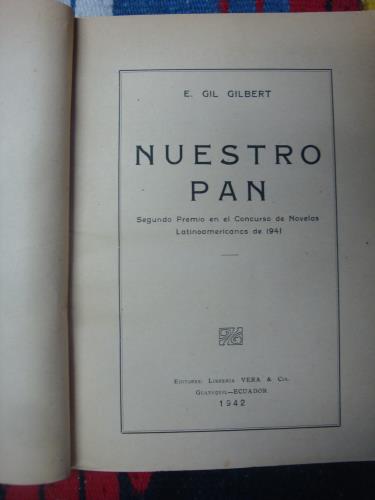 E. GIL GILBERT
NUESTRO
PAN
Segundo Premio en el Concurso de Novelas
Latinoamericanas de 1941
Editores: Librería VERA & Cía.
Guayaquil—ECUADOR
1942